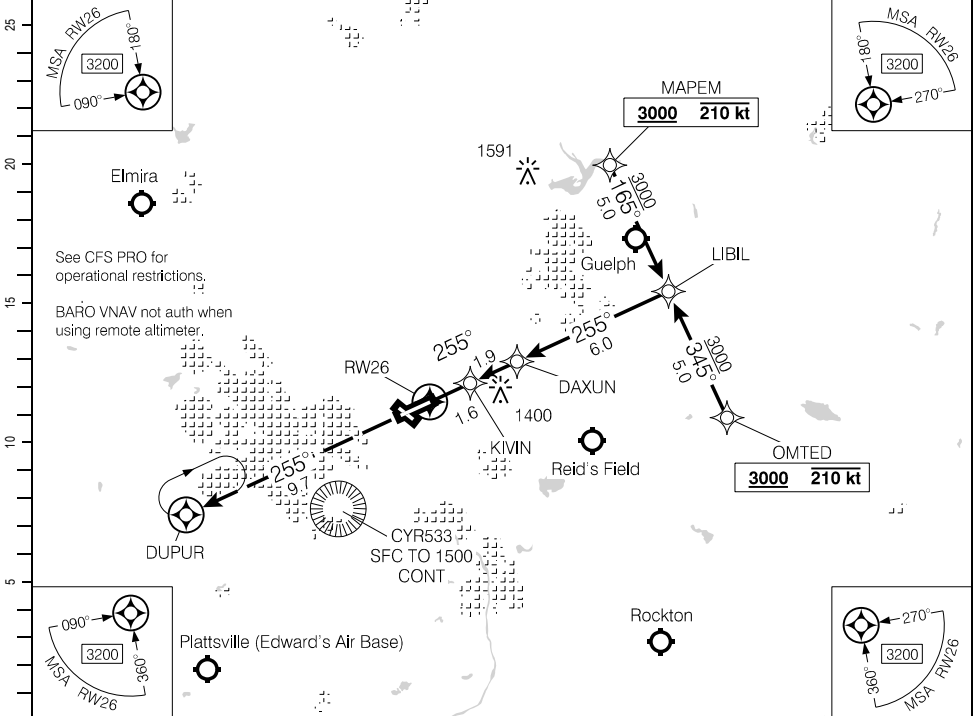 25
20
15
10
5
MSA RW26
180°
3200
090°
MSA RW26
180°
3200
270°
MAPEM
3000 210 kt
1591
3000
165°
5.0
Elmira
Guelph
LIBIL
See CFS PRO for
operational restrictions.
BARO VNAV not auth when
using remote altimeter.
255°
6.0
255°
1.9
RW26
DAXUN
3000
345°
5.0
1400
1.6
KIVIN
OMTED
3000 210 kt
Reid's Field
255°
9.7
DUPUR
CYR533
SFC TO 1500
CONT
090°
3200
360°
MSA RW26
Plattsville (Edward's Air Base)
Rockton
270°
3200
360°
MSA RW26